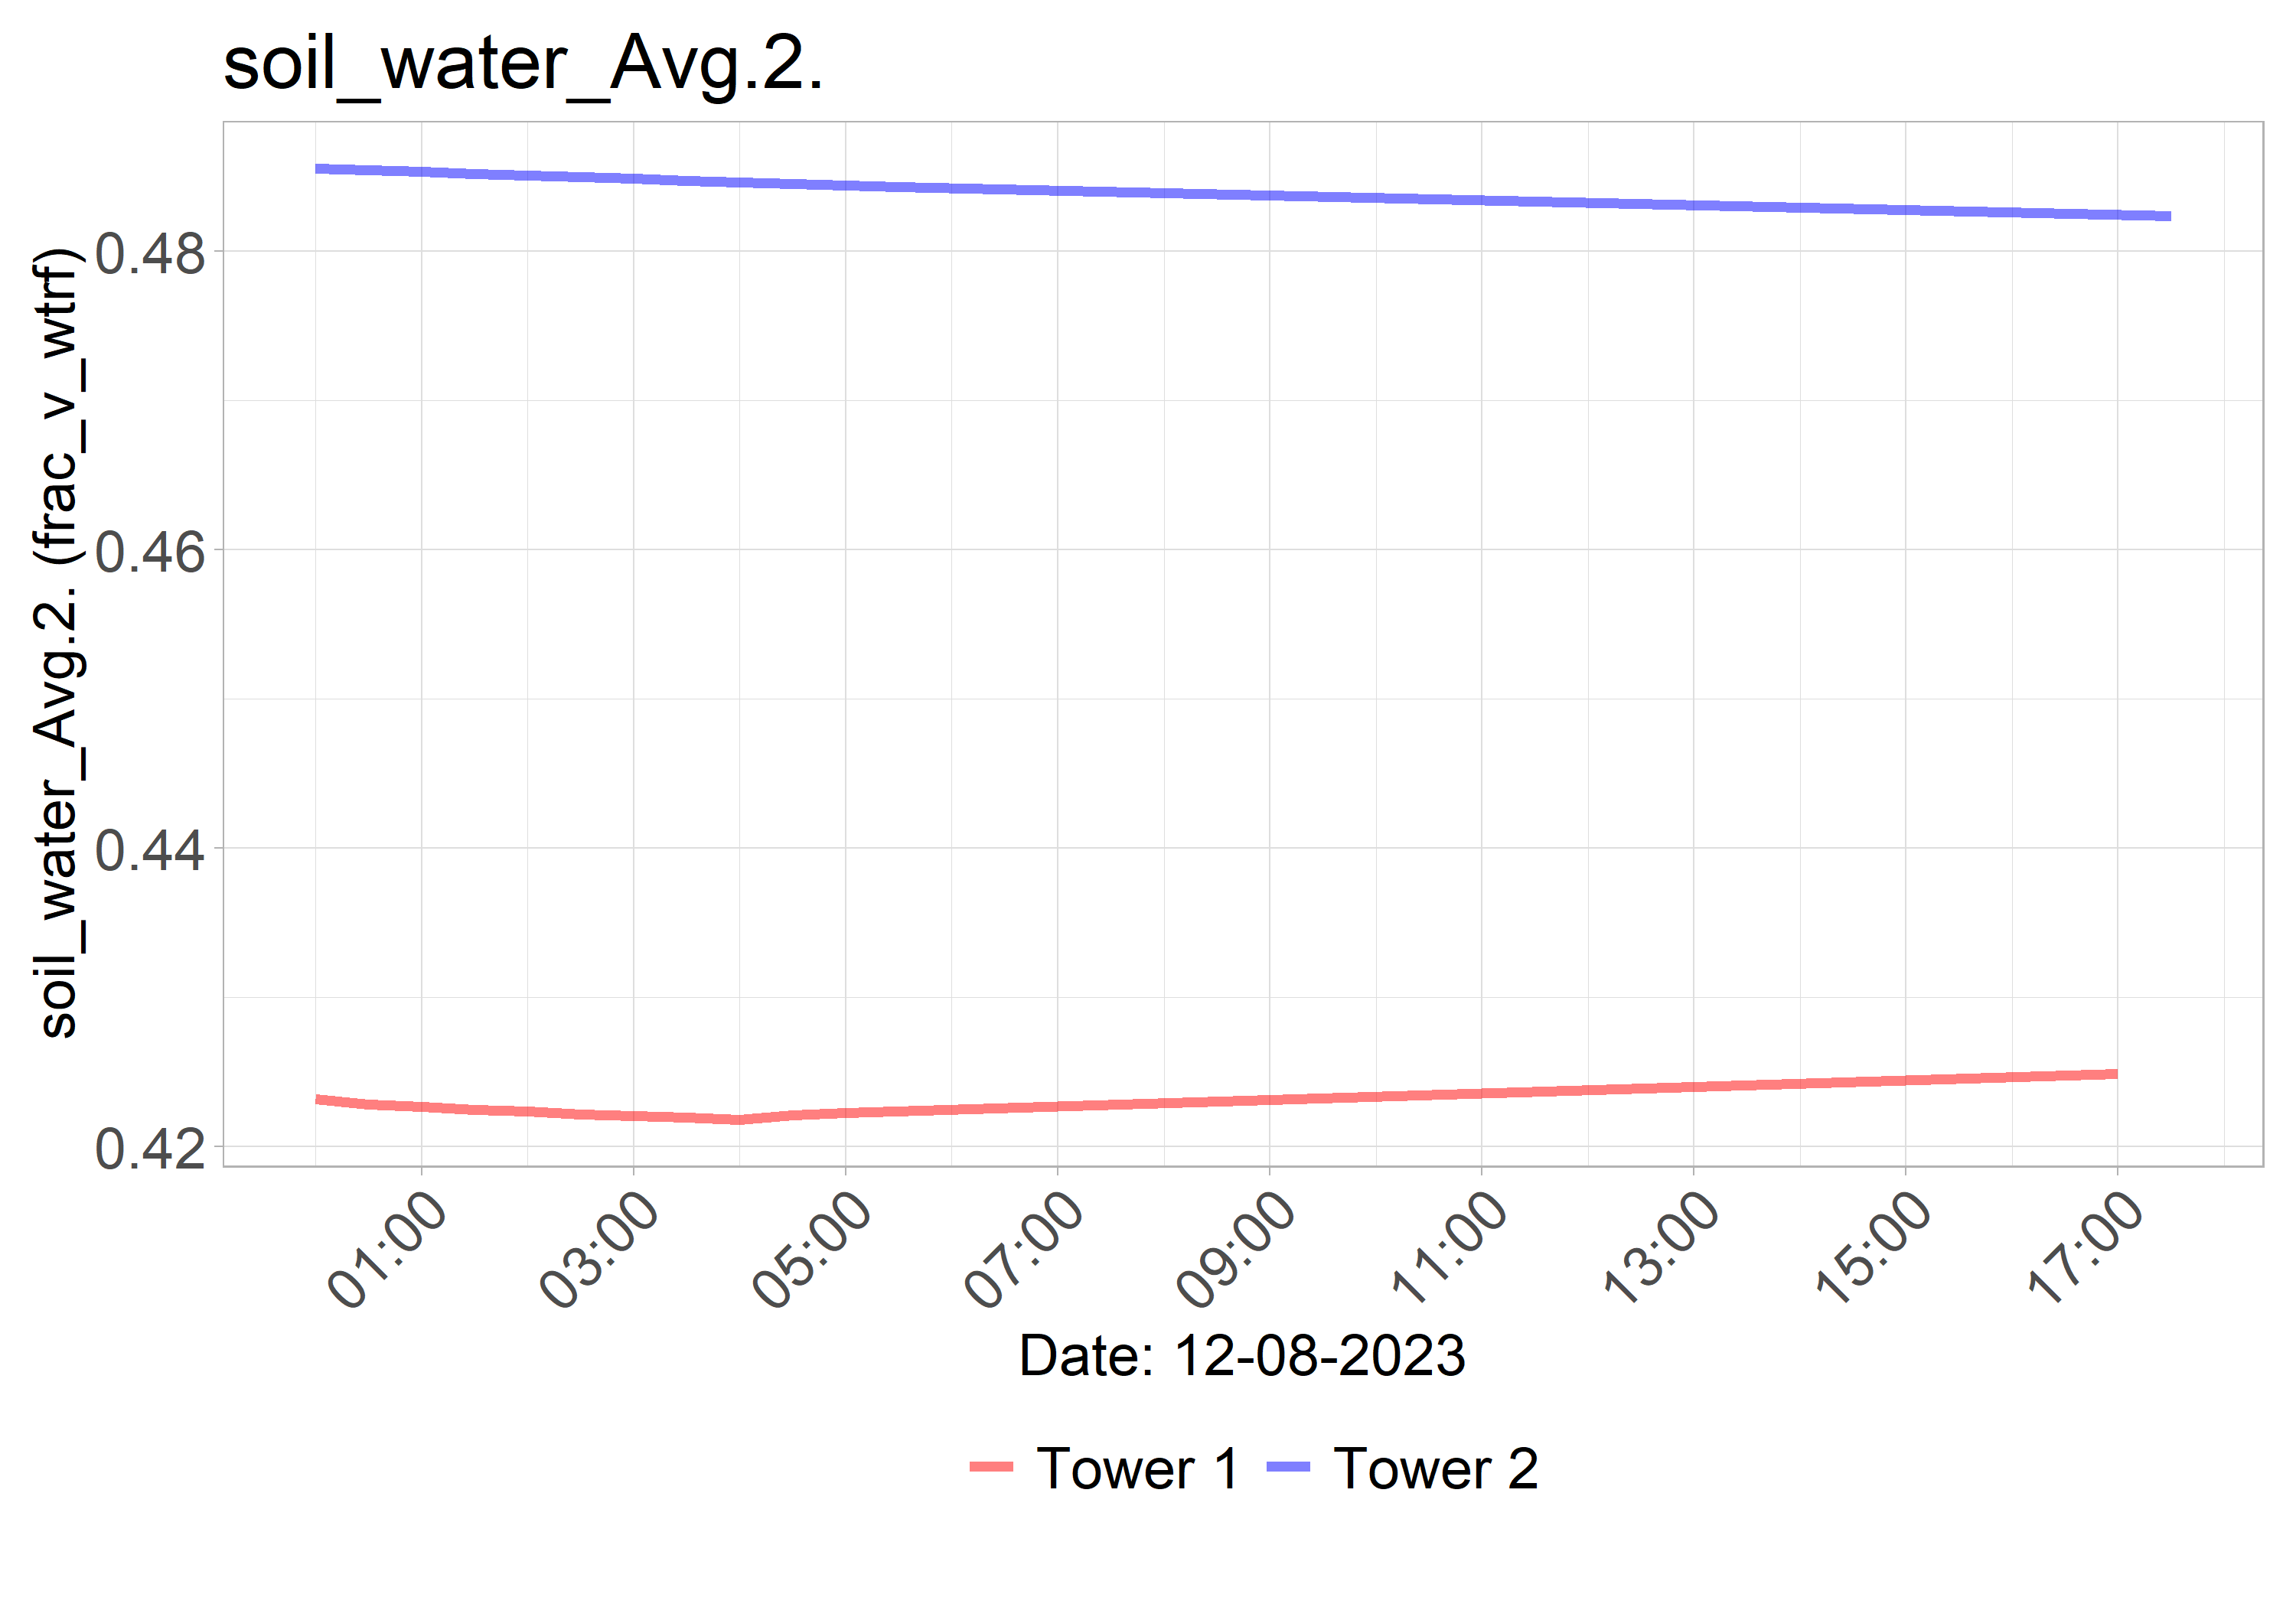 soil_water_Avg.2.
soil_water_Avg.2. (frac_v_wtrf)
0.48
0.46
0.44
0.42
01:00
03:00
05:00
07:00
09:00
11:00
13:00
15:00
17:00
Date: 12-08-2023
Tower 1
Tower 2